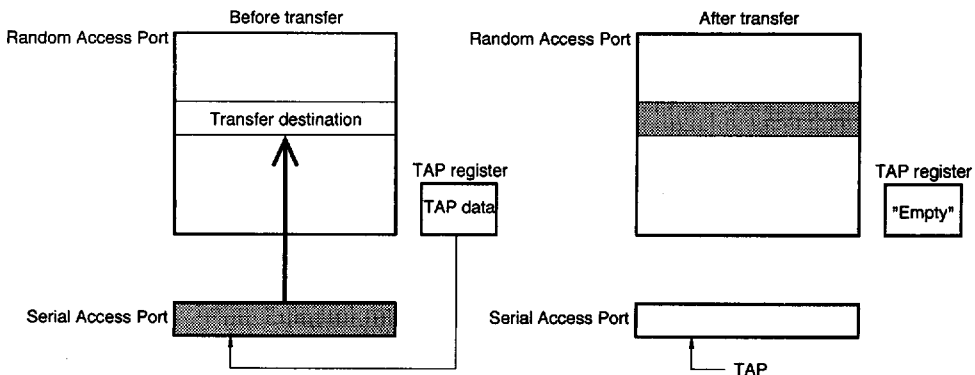 Before transfer
Random Access Port
Transfer destination
TAP register
TAP data
Serial Access Port
After transfer
Random Access Port
TAP register
"Empty"
Serial Access Port
TAP